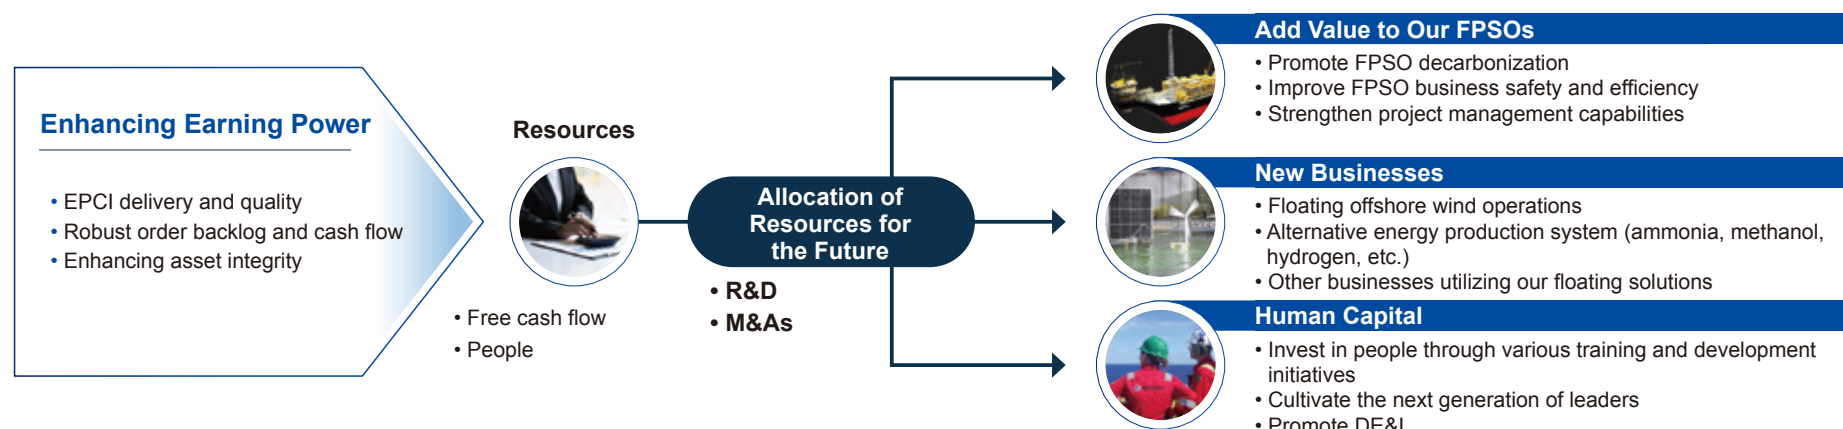 Enhancing Earning Power
• EPCI delivery and quality
• Robust order backlog and cash flow
• Enhancing asset integrity
Resources
• Free cash flow
• People
Allocation of
Resources for
the Future
• R&D
• M&As
Add Value to Our FPSOs
• Promote FPSO decarbonization
• Improve FPSO business safety and efficiency
• Strengthen project management capabilities
New Businesses
• Floating offshore wind operations
• Alternative energy production system (ammonia, methanol,
hydrogen, etc.)
• Other businesses utilizing our floating solutions
Human Capital
• Invest in people through various training and development
initiatives
• Cultivate the next generation of leaders
• Promote DE&I